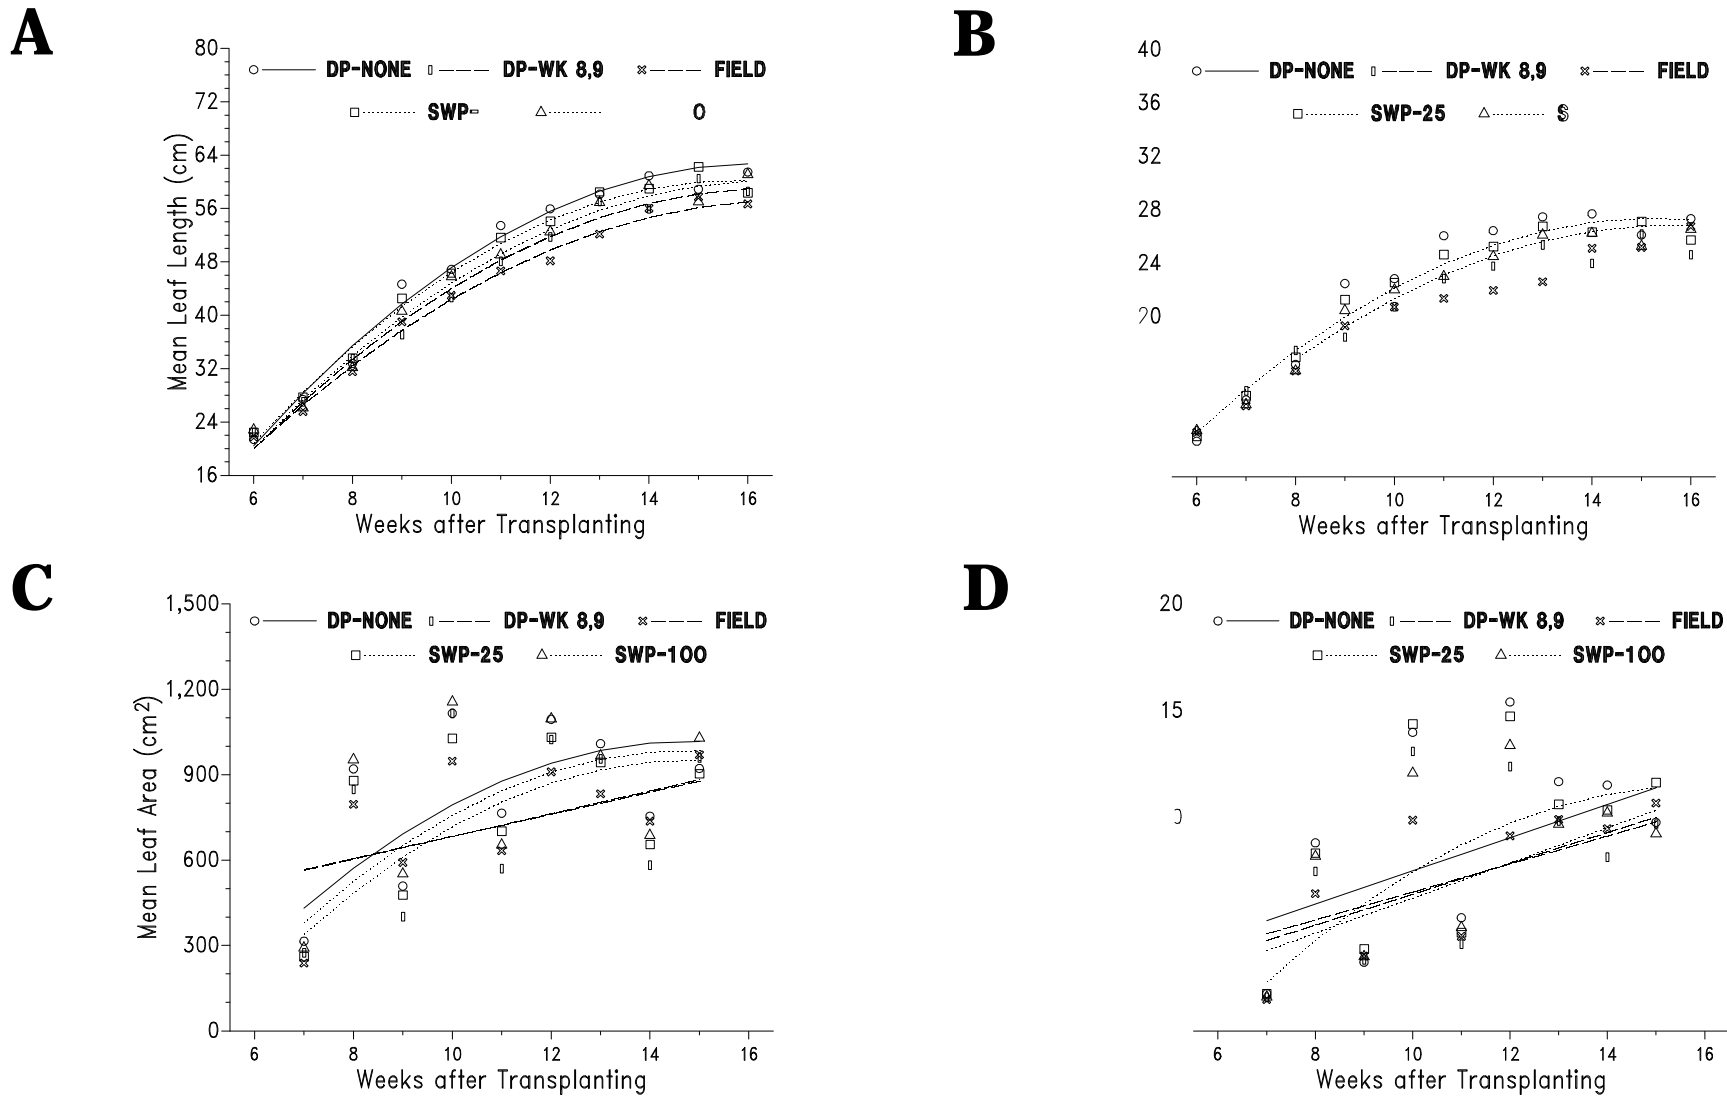 A
80
DP-NONE DP-WK 8,9 FIELD
72
SWP- O
64
56
48
40
32
24
16
Mean Leaf Length (cm)
6 8 10 12 14 16
Weeks after Transplanting
B
40
DP-NONE DP-WK 8,9 FIELD
36
SWP-25
32
28
24
20
6 8 10 12 14 16
Weeks after Transplanting
C
1,500
DP-NONE DP-WK 8,9 FIELD
SWP-25 SWP-100
1,200
900
600
300
0
Mean Leaf Area (cm²)
6 8 10 12 14 16
Weeks after Transplanting
D
20
DP-NONE DP-WK 8,9 FIELD
SWP-25 SWP-100
15
6 8 10 12 14 16
Weeks after Transplanting